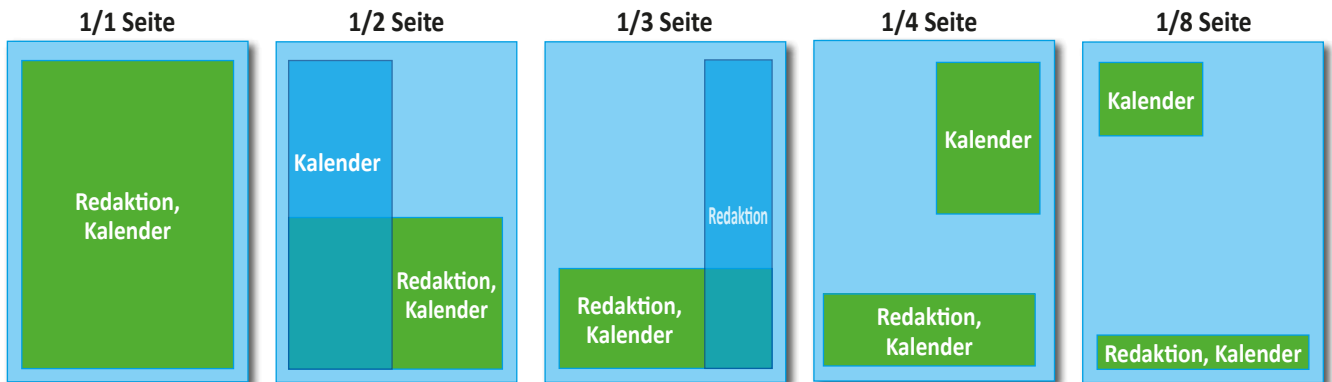 1/1 Seite
Redaktion,
Kalender
1/2 Seite
Kalender
Redaktion,
Kalender
1/3 Seite
Redaktion
Redaktion,
Kalender
1/4 Seite
Kalender
Redaktion,
Kalender
1/8 Seite
Kalender
Redaktion, Kalender